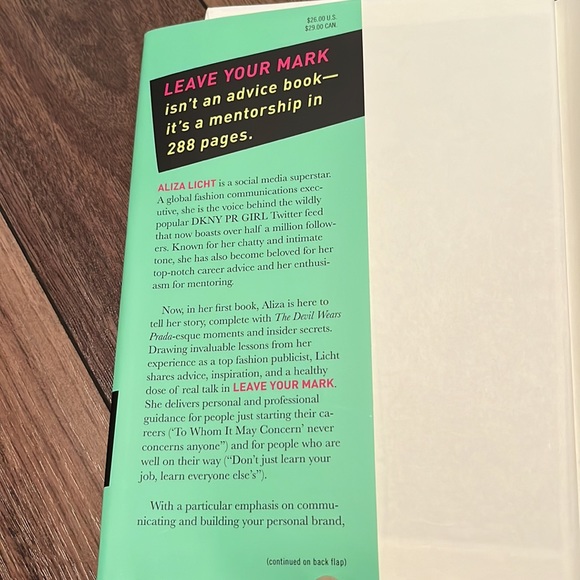 $26.00 U.S.
$29.00 CAN.
LEAVE YOUR MARK
isn't an advice book—
it's a mentorship in
288 pages.
ALIZA LICHT is a social media superstar.
A global fashion communications exec-
utive, she is the voice behind the wildly
popular DKNY PR GIRL Twitter feed
that now boasts over half a million follow-
ers. Known for her chatty and intimate
tone, she has also become beloved for her
top-notch career advice and her enthusi-
asm for mentoring.
Now, in her first book, Aliza is here to
tell her story, complete with The Devil Wears
Prada-esque moments and insider secrets.
Drawing invaluable lessons from her
experience as a top fashion publicist, Licht
shares advice, inspiration, and a healthy
dose of real talk in LEAVE YOUR MARK.
She delivers personal and professional
guidance for people just starting their ca-
reers ('To Whom It May Concern' never
concerns anyone") and for people who are
well on their way ("Don't just learn your
job, learn everyone else's").
With a particular emphasis on commu-
nicating and building your personal brand,
(continued on back flap)